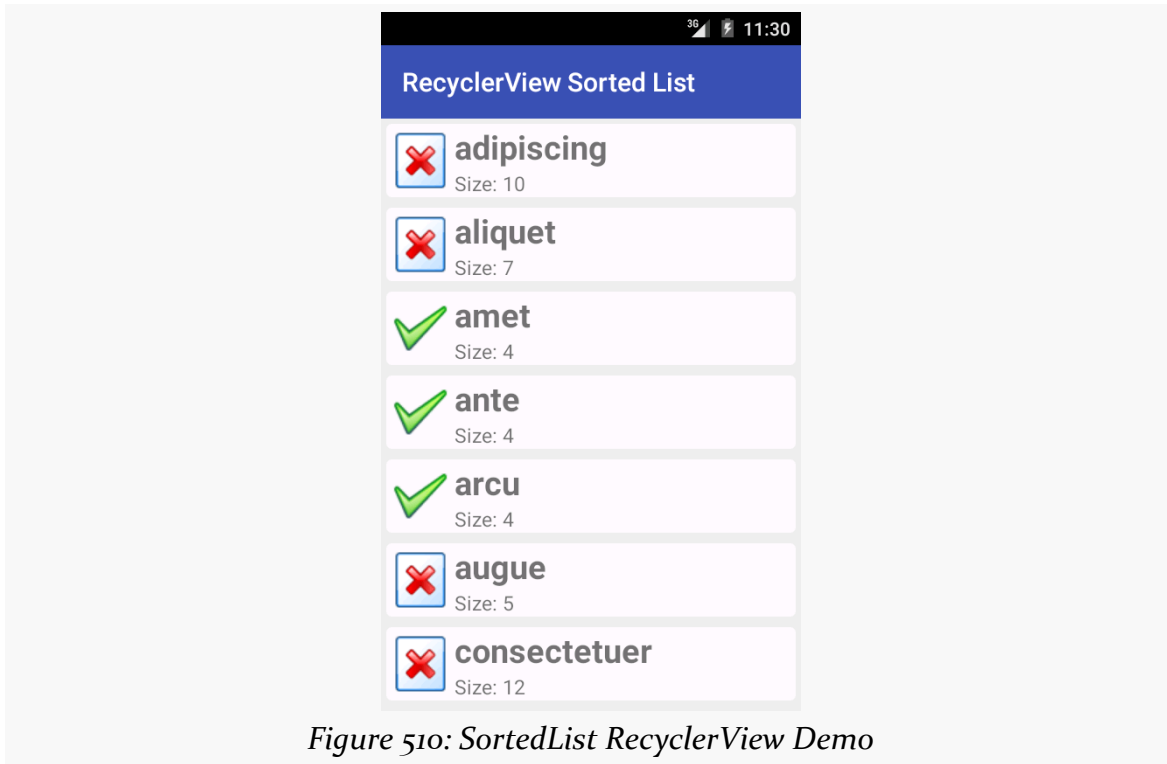 3G 11:30
RecyclerView Sorted List
adipiscing
Size: 10
aliquet
Size: 7
amet
Size: 4
ante
Size: 4
arcu
Size: 4
augue
Size: 5
consectetuer
Size: 12
Figure 510: SortedList RecyclerView Demo